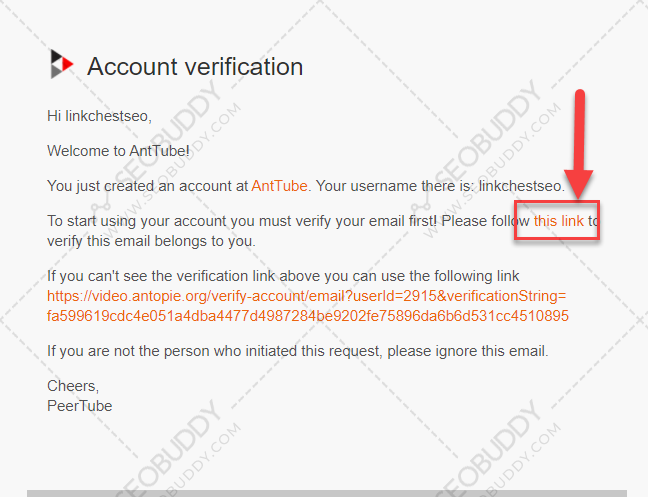 Account verification
Hi linkchestseo,
Welcome to AntTube!
You just created an account at AntTube. Your username there is: linkchestseo.
To start using your account you must verify your email first! Please follow this link to
verify this email belongs to you.
If you can't see the verification link above you can use the following link
https://video.antopie.org/verify-account/email?userId=2915&verificationString=
fa599619cdc4e051a4dba4477d4987284be9202fe75896da6b6d531cc4510895
If you are not the person who initiated this request, please ignore this email.
Cheers,
PeerTube
SEOBUDDY
WWW.SEOBUDDY.COM
SEOBUDDY
WWW.SEOBUDDY.COM
SEOBUDDY
WWW.SEOBUDDY.COM
SEOBUDDY
WWW.SEOBUDDY.COM